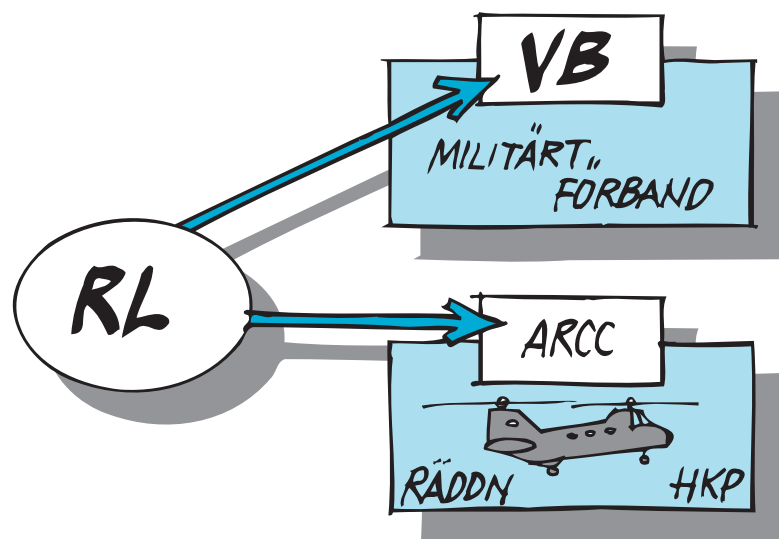 VB
MILITÄRT
FÖRBAND
RL
ARCC
RÄDDN HKP